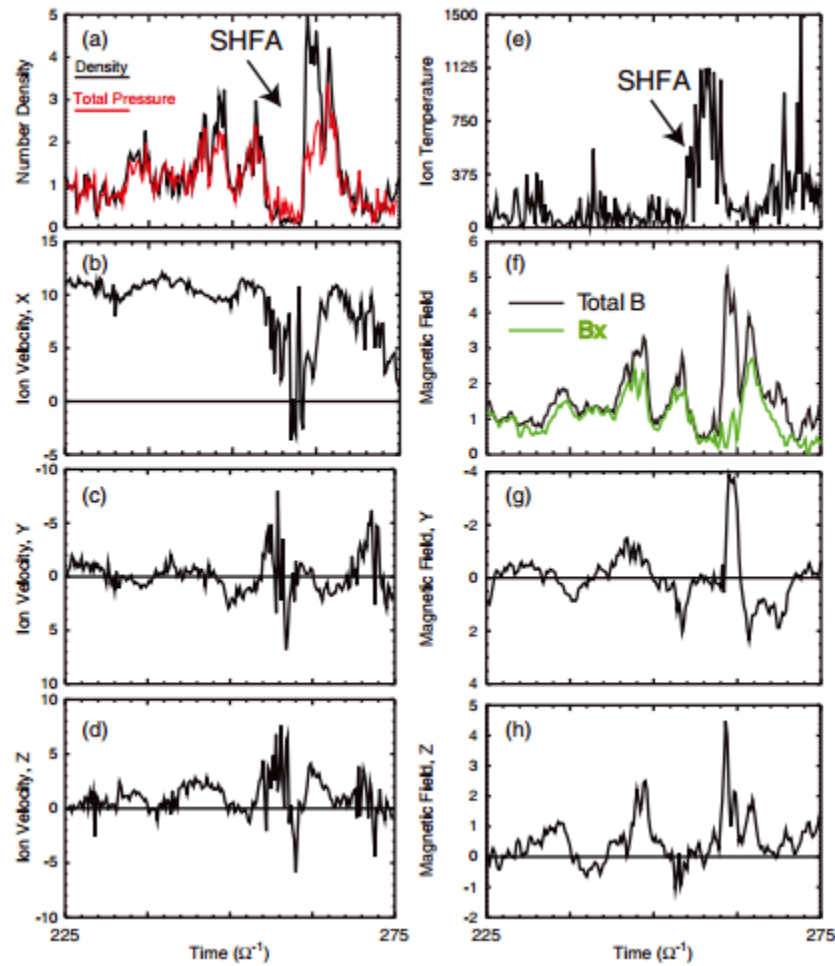 (a)
SHFA
Density
Total Pressure
Number Density
5
4
3
2
1
0
(b)
Ion Velocity, X
15
10
5
0
-5
(c)
Ion Velocity, Y
-10
-5
0
5
10
(d)
Ion Velocity, Z
10
5
0
-5
-10
225
275
Time (Ω⁻¹)
(e)
SHFA
Ion Temperature
1500
1125
750
375
0
(f)
Total B
Bx
Magnetic Field
6
5
4
3
2
1
0
(g)
Magnetic Field, Y
-4
-2
0
2
4
(h)
Magnetic Field, Z
5
4
3
2
1
0
-1
-2
225
275
Time (Ω⁻¹)